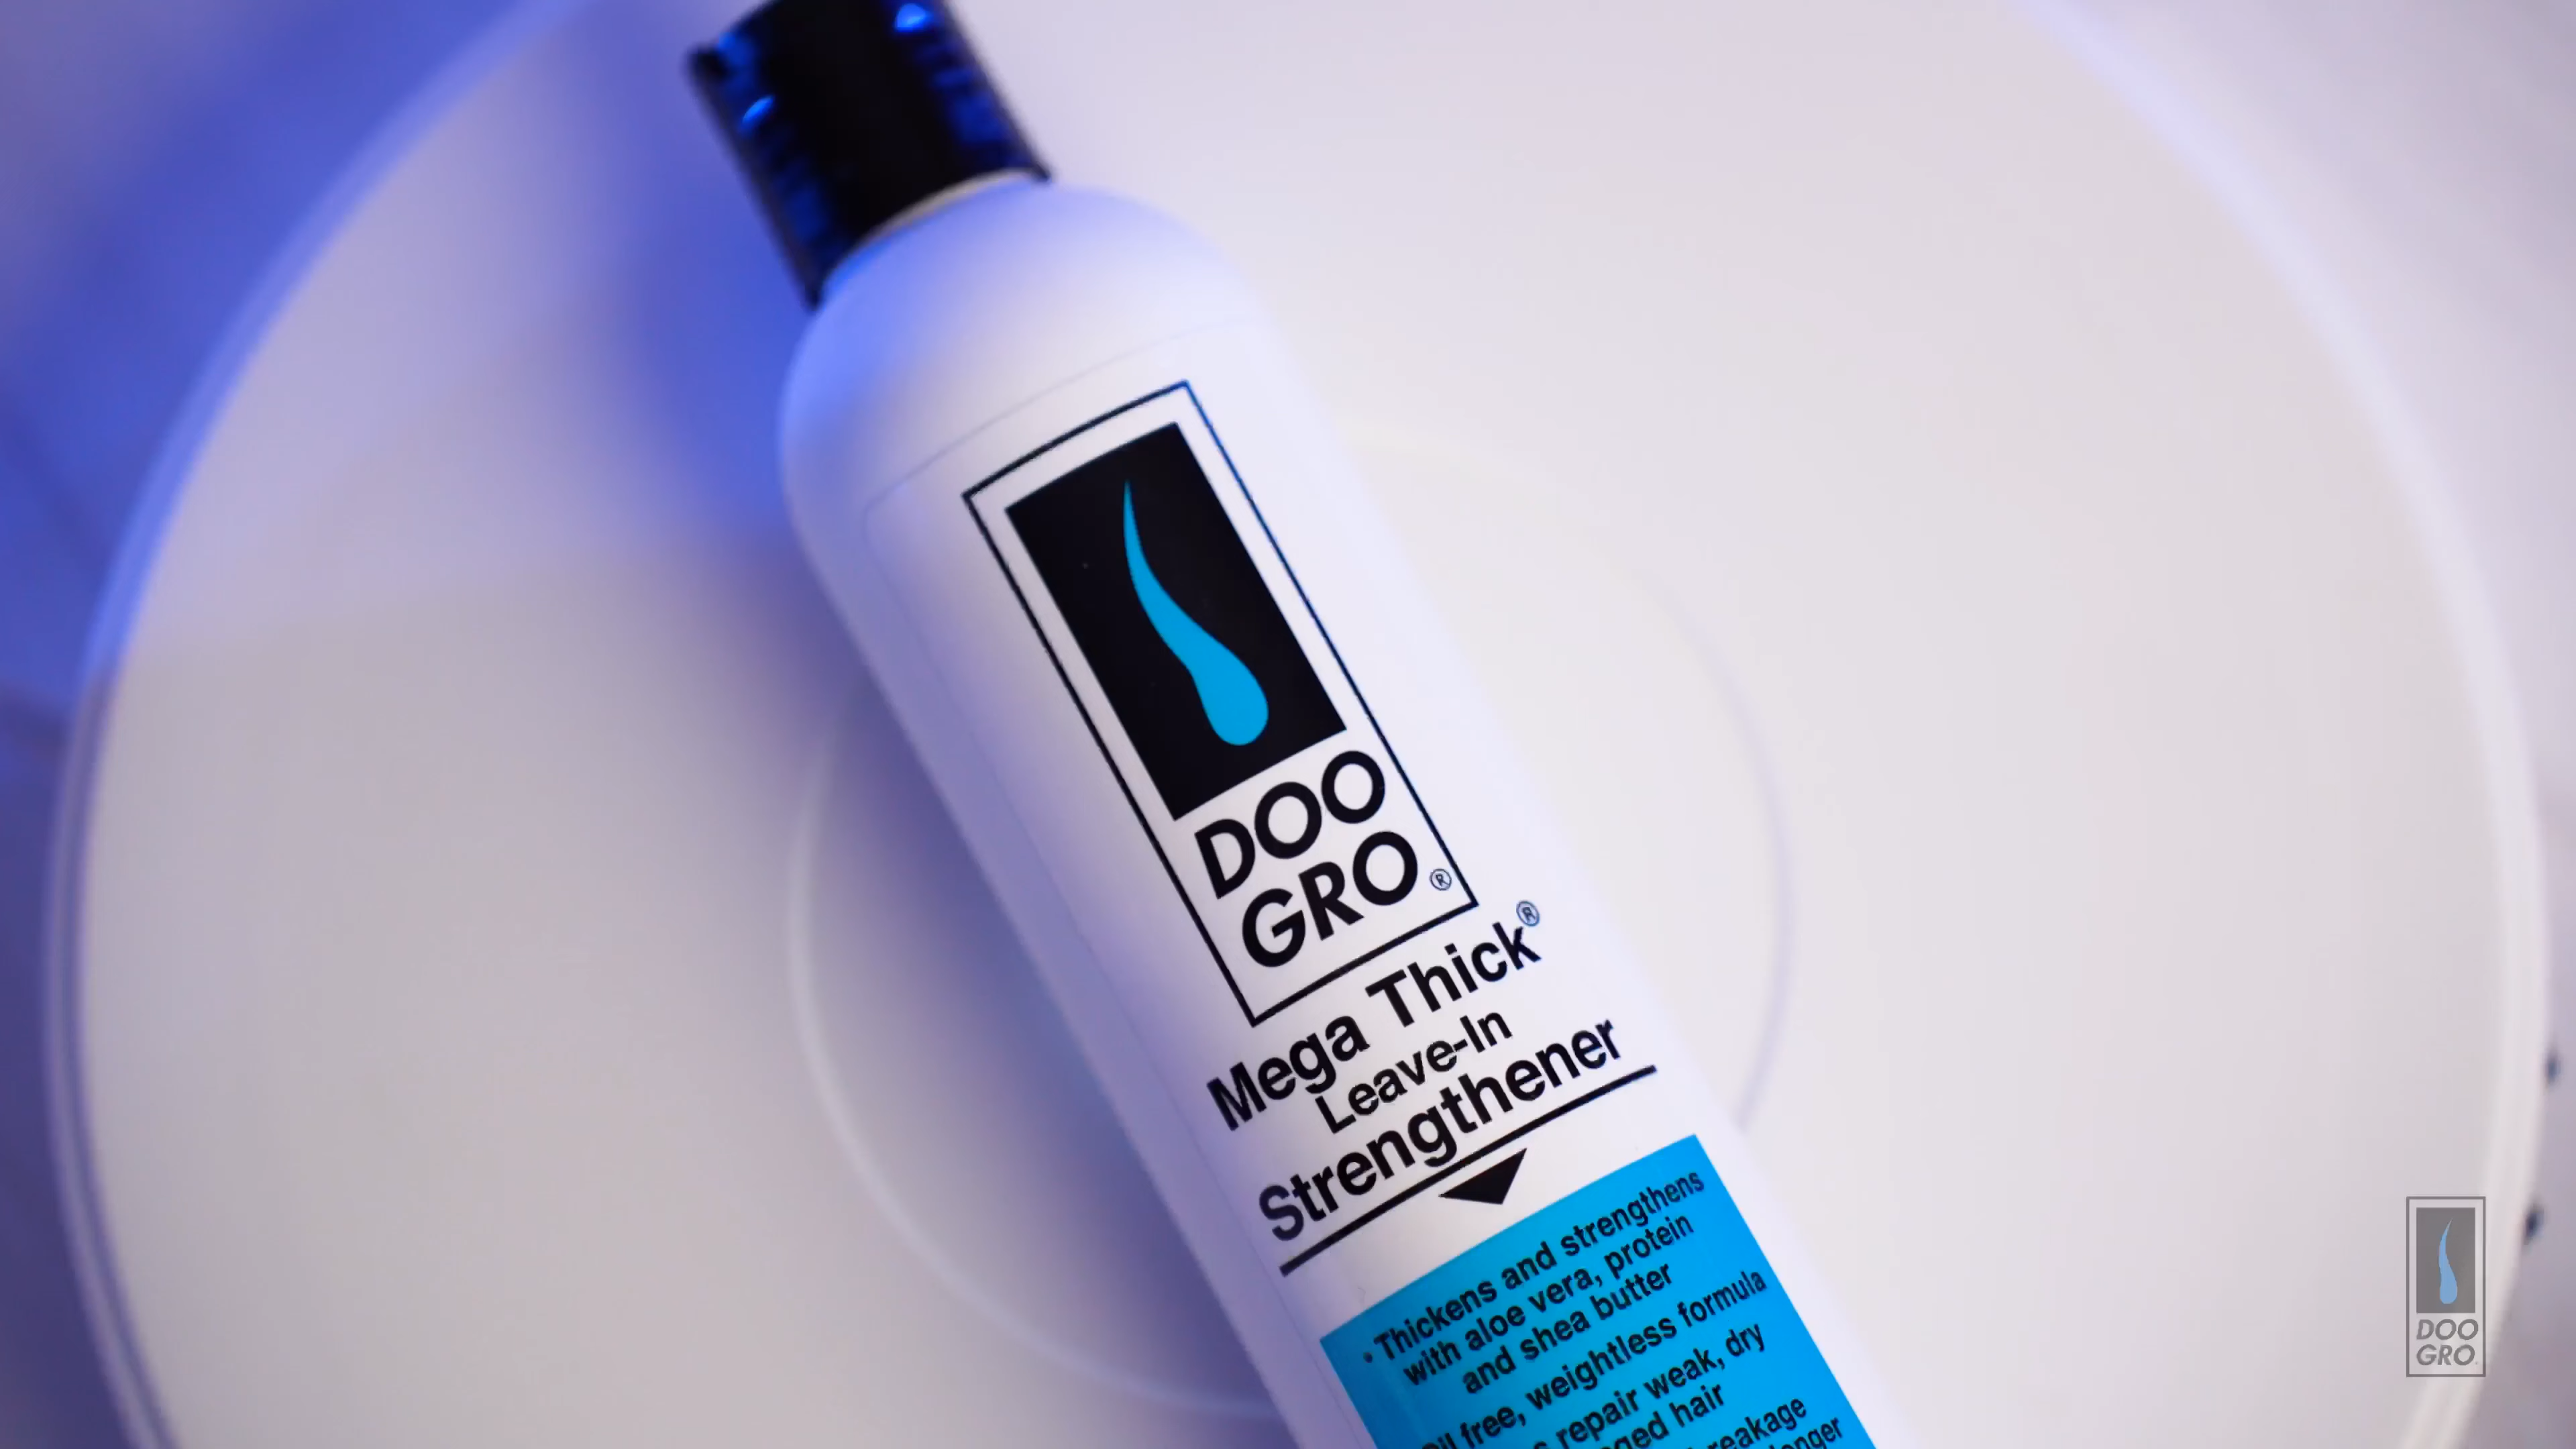 DOO
GRO®
Mega Thick®
Leave-In
Strengthener
• Thickens and strengthens
with aloe vera, protein
and shea butter
free, weightless formula
repair weak, dry
hair
DOO
GRO